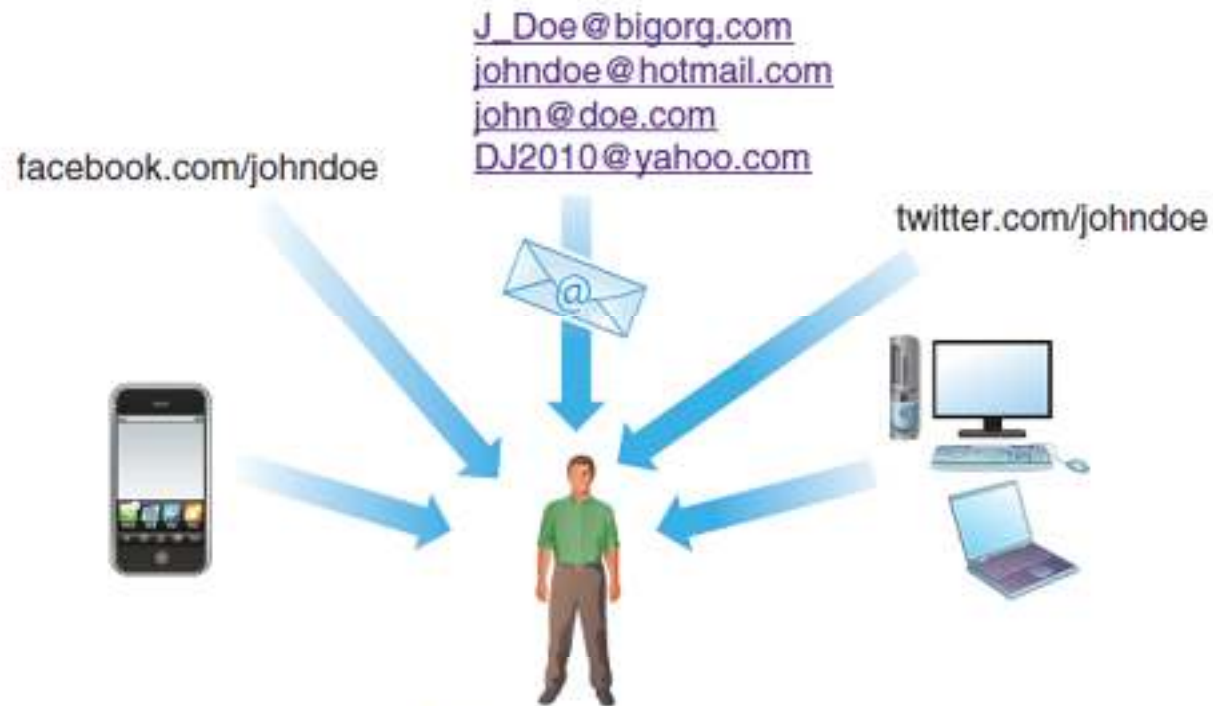 J_Doe@bigorg.com
johndoe@hotmail.com
john@doe.com
DJ2010@yahoo.com
facebook.com/johndoe
twitter.com/johndoe
@